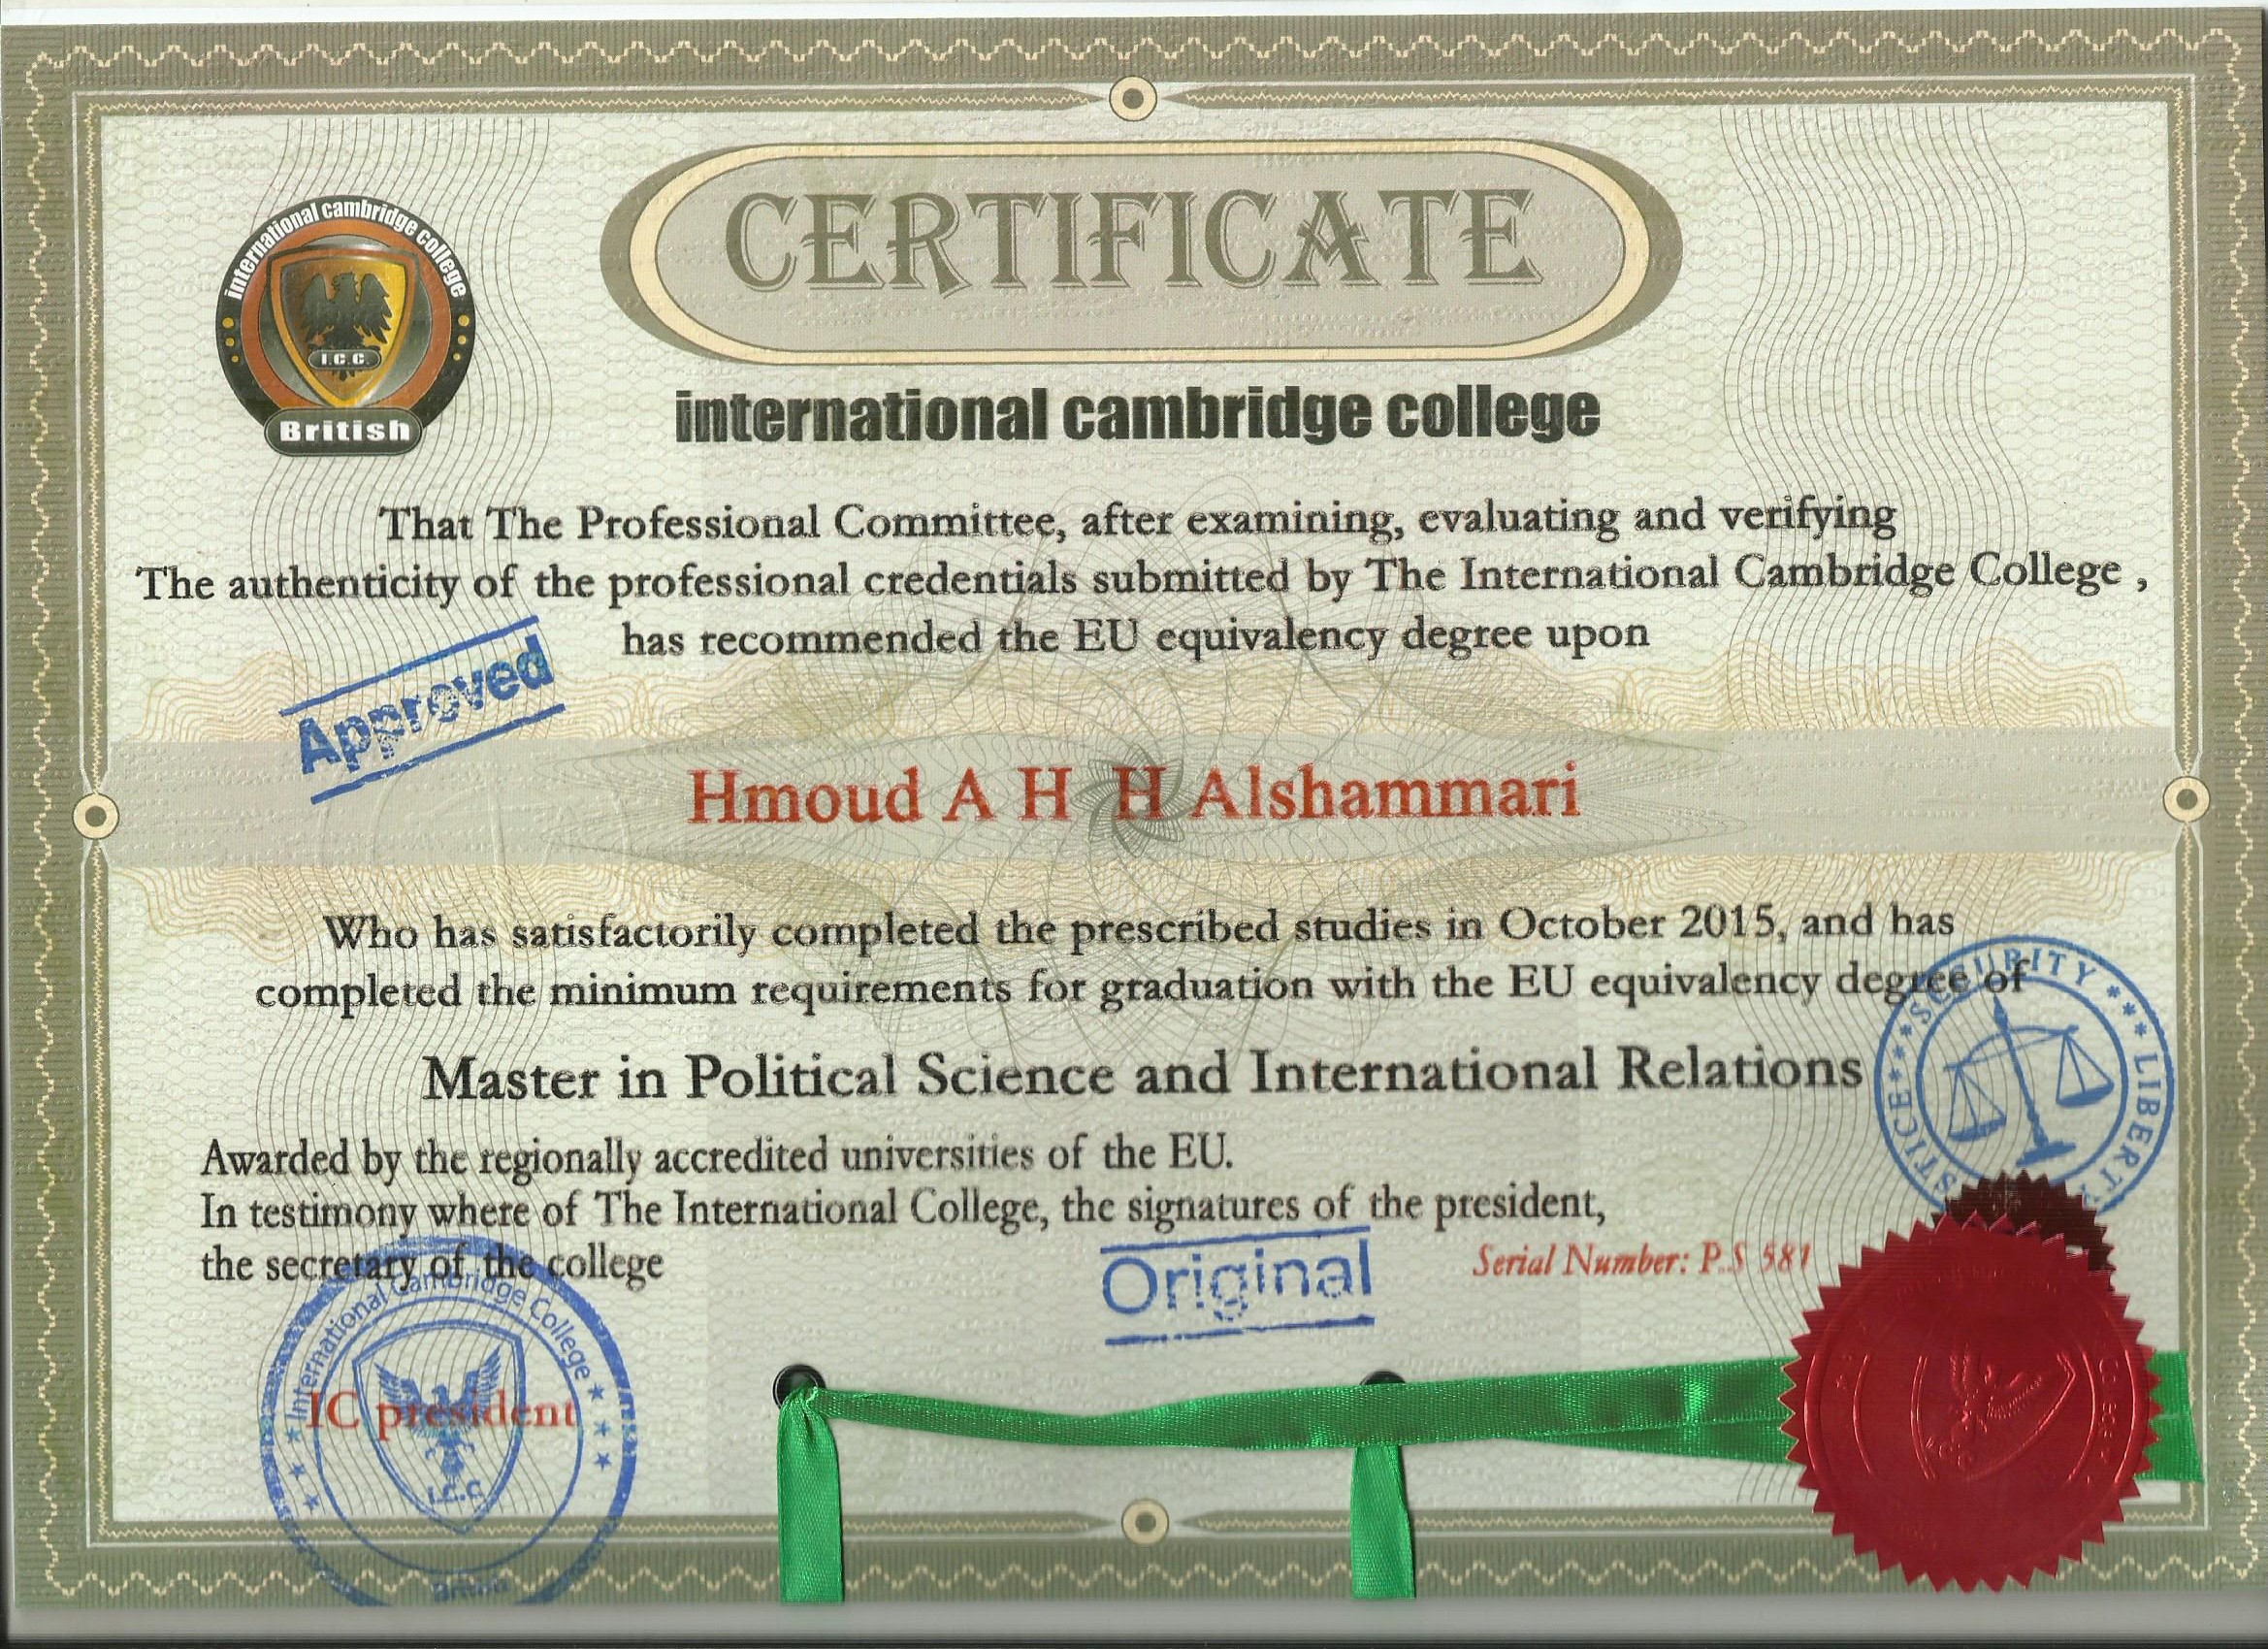 international cambridge college
I.C.C.
British
CERTIFICATE
international cambridge college
That The Professional Committee, after examining, evaluating and verifying
The authenticity of the professional credentials submitted by The International Cambridge College ,
has recommended the EU equivalency degree upon
Approved
Hmoud A H H Alshammari
Who has satisfactorily completed the prescribed studies in October 2015, and has
completed the minimum requirements for graduation with the EU equivalency degree of
Master in Political Science and International Relations
SECURITY *** LIBERTY
STICE***
Awarded by the regionally accredited universities of the EU.
In testimony where of The International College, the signatures of the president,
the secretary of the college
Original
Serial Number: P.S 581
International Cambridge College
IC president
I.C.C